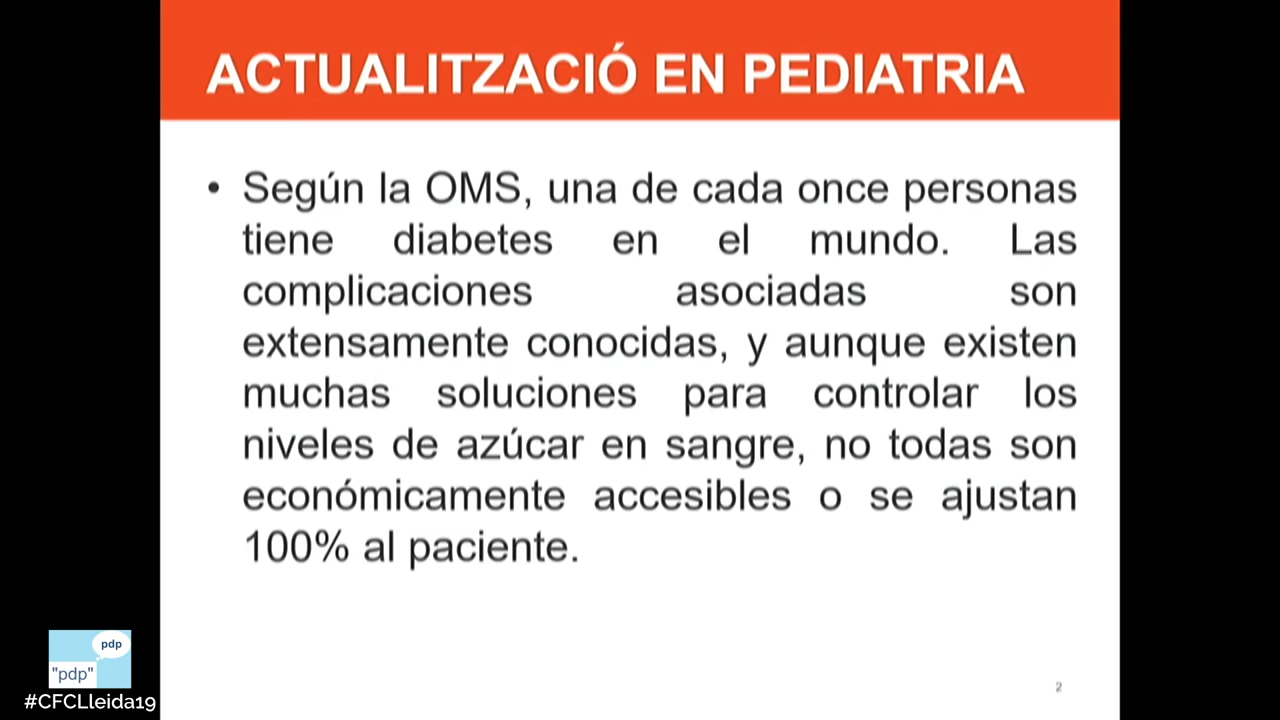 ACTUALITZACIÓ EN PEDIATRIA
• Según la OMS, una de cada once personas
tiene diabetes en el mundo. Las
complicaciones asociadas son
extensamente conocidas, y aunque existen
muchas soluciones para controlar los
niveles de azúcar en sangre, no todas son
económicamente accesibles o se ajustan
100% al paciente.
pdp
"pdp"
#CFCLleida19
2